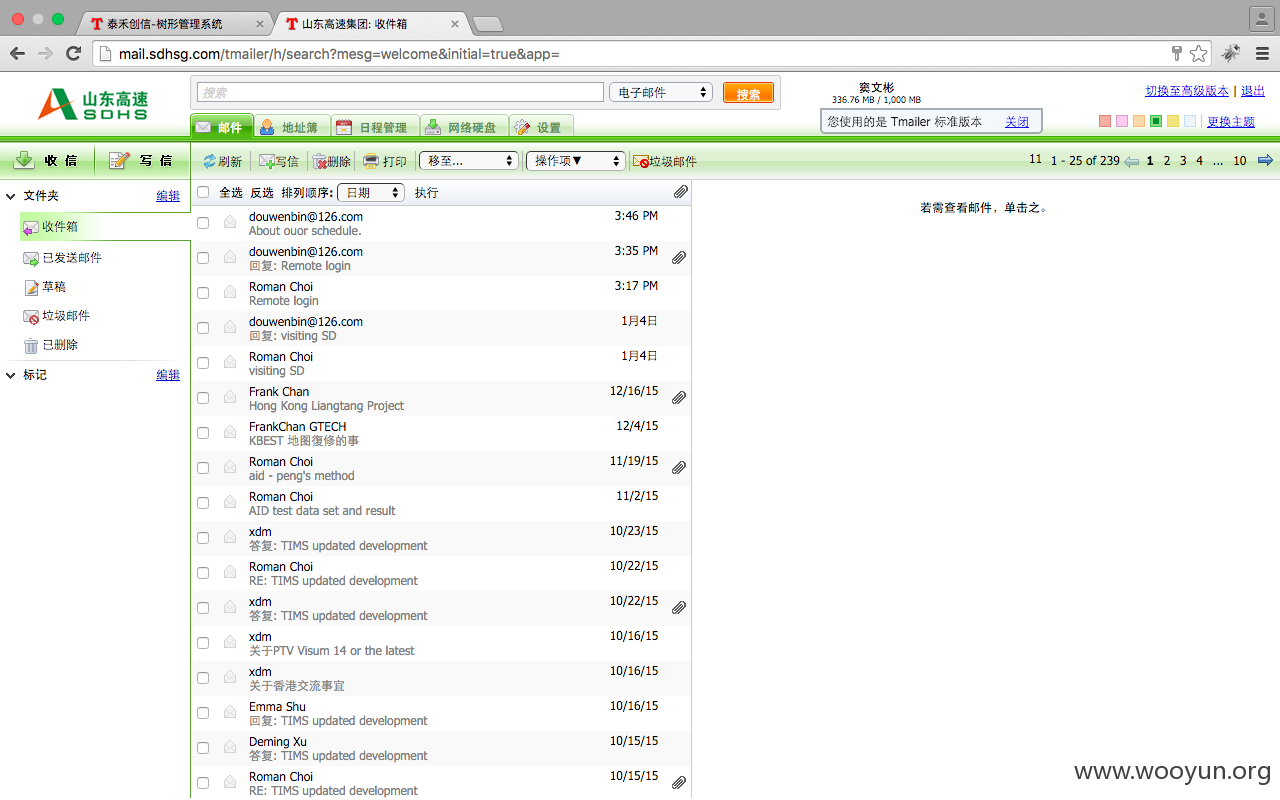 泰禾创信-树形管理系统
山东高速集团: 收件箱
mail.sdhsg.com/tmailer/h/search?mesg=welcome&initial=true&app=
山东高速
SDHS
搜索
电子邮件
搜索
窦文彬
336.76 MB / 1,000 MB
切换至高级版本 | 退出
您使用的是 Tmailer 标准版本 关闭
更换主题
邮件
地址簿
日程管理
网络硬盘
设置
收 信
写 信
刷新
写信
删除
打印
移至...
操作项▼
垃圾邮件
11 1 - 25 of 239 1 2 3 4 ... 10
文件夹 编辑
收件箱
已发送邮件
草稿
垃圾邮件
已删除
标记 编辑
全选 反选 排列顺序: 日期 执行
douwenbin@126.com 3:46 PM
About ouor schedule.
douwenbin@126.com 3:35 PM
回复: Remote login
Roman Choi 3:17 PM
Remote login
douwenbin@126.com 1月4日
回复: visiting SD
Roman Choi 1月4日
visiting SD
Frank Chan 12/16/15
Hong Kong Liangtang Project
FrankChan GTECH 12/4/15
KBEST 地图復修的事
Roman Choi 11/19/15
aid - peng's method
Roman Choi 11/2/15
AID test data set and result
xdm 10/23/15
答复: TIMS updated development
Roman Choi 10/22/15
RE: TIMS updated development
xdm 10/22/15
答复: TIMS updated development
xdm 10/16/15
关于PTV Visum 14 or the latest
xdm 10/16/15
关于香港交流事宜
Emma Shu 10/16/15
回复: TIMS updated development
Deming Xu 10/15/15
答复: TIMS updated development
Roman Choi 10/15/15
RE: TIMS updated development
若需查看邮件，单击之。
www.wooyun.org